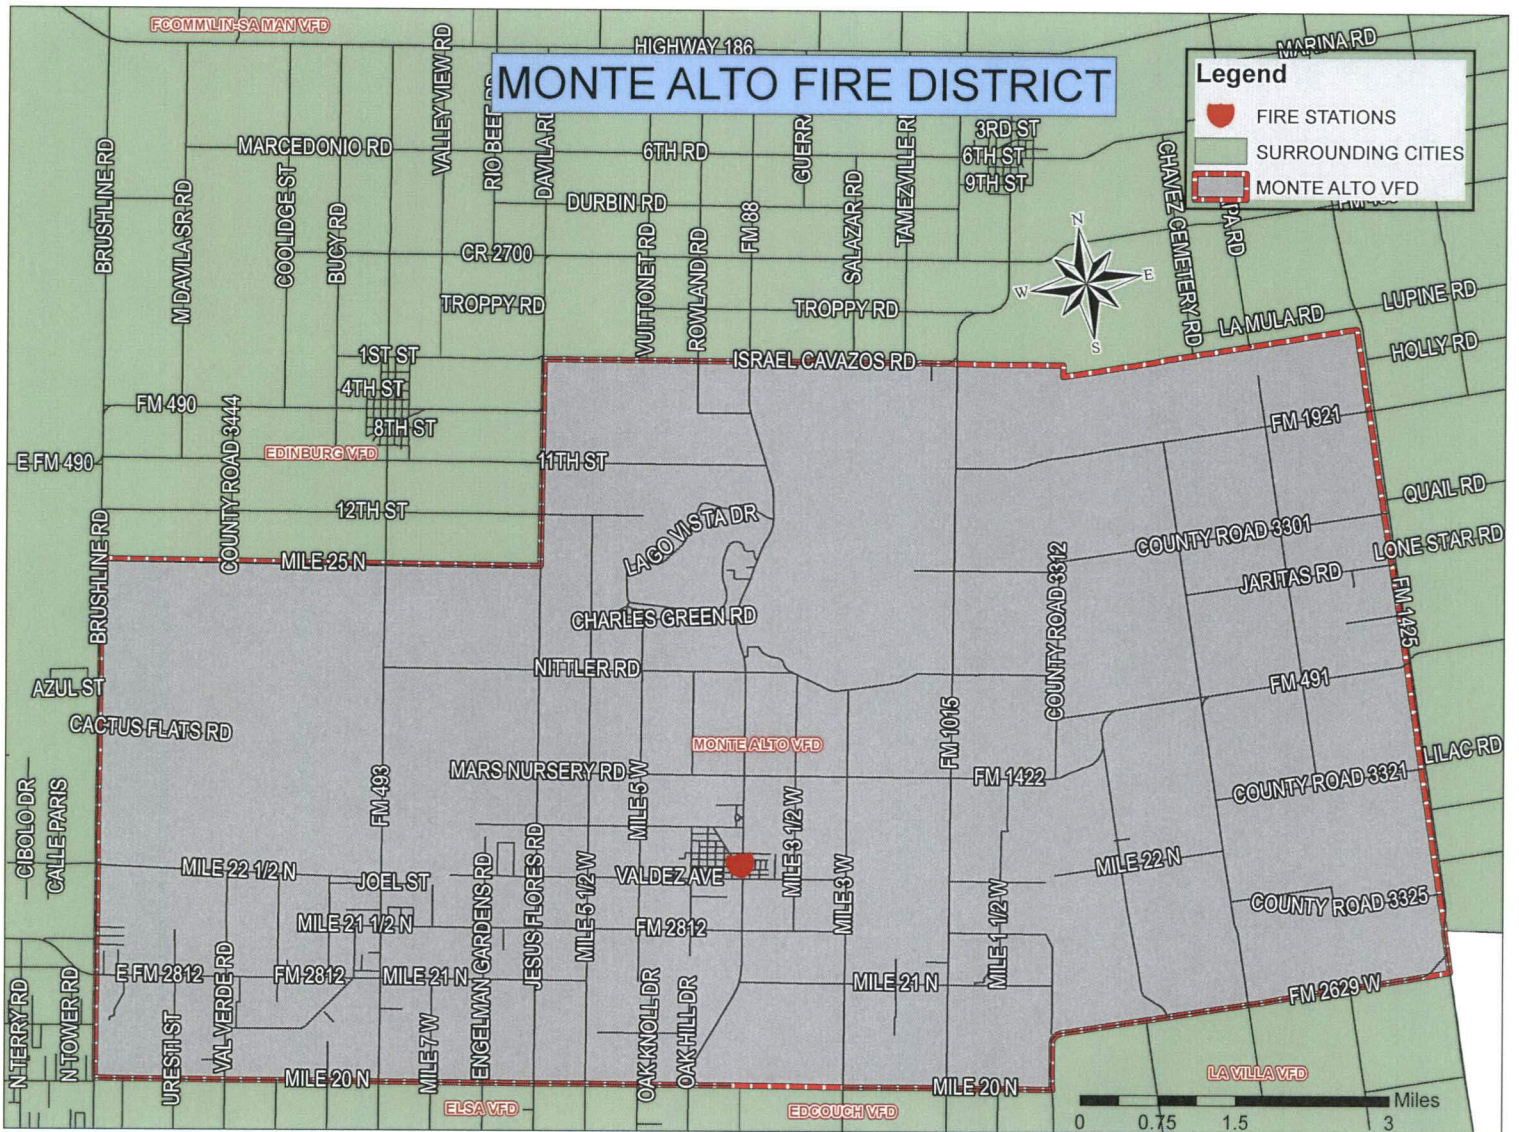 FCOMM\LIN-SA MAN VFD
HIGHWAY 186
MARINA RD
MONTE ALTO FIRE DISTRICT
Legend
FIRE STATIONS
SURROUNDING CITIES
MONTE ALTO VFD
VALLEY VIEW RD
BRUSHLINE RD
MARCEDONIO RD
6TH RD
3RD ST
6TH ST
9TH ST
M DAVILA SR RD
COOLIDGE ST
BUCY RD
DURBIN RD
FM 88
SALAZAR RD
CHAVEZ CEMETERY RD
CR 2700
VUITTONET RD
ROWLAND RD
N
W
E
S
TROPPY RD
TROPPY RD
LUPINE RD
LA MULA RD
HOLLY RD
1ST ST
ISRAEL CAVAZOS RD
4TH ST
FM 490
8TH ST
COUNTY ROAD 3444
FM 1921
EDINBURG VFD
E FM 490
11TH ST
QUAIL RD
12TH ST
LAGO VISTA DR
COUNTY ROAD 3301
LONE STAR RD
BRUSHLINE RD
MILE 25 N
JARITAS RD
CHARLES GREEN RD
COUNTY ROAD 3312
FM 1425
NITTLER RD
FM 491
AZUL ST
CACTUS FLATS RD
FM 1015
MONTE ALTO VFD
LILAC RD
MARS NURSERY RD
FM 1422
COUNTY ROAD 3321
CIBOLO DR
CALLE PARIS
FM 493
MILE 5 W
MILE 3 1/2 W
MILE 22 1/2 N
JOEL ST
VALDEZ AVE
MILE 22 N
ENGELMAN GARDENS RD
JESUS FLORES RD
MILE 5 1/2 W
MILE 3 W
MILE 1 1/2 W
COUNTY ROAD 3325
MILE 21 1/2 N
FM 2812
E FM 2812
VAL VERDE RD
FM 2812
MILE 21 N
MILE 21 N
FM 2629 W
N TERRY RD
N TOWER RD
URESTI ST
MILE 7 W
OAK KNOLL DR
OAK HILL DR
MILE 20 N
MILE 20 N
LA VILLA VFD
ELSA VFD
EDCOUCH VFD
Miles
0 0.75 1.5 3